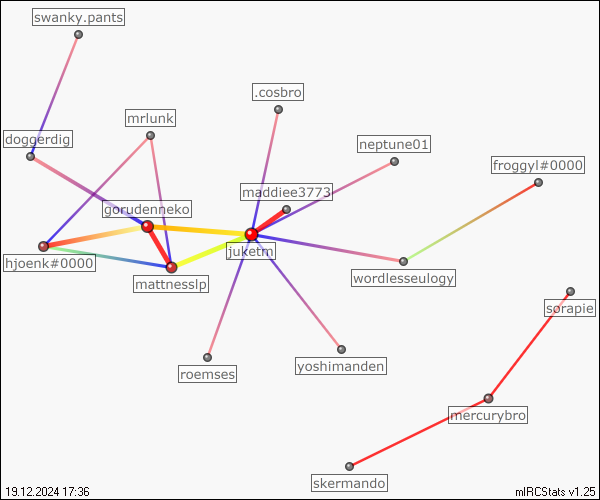 swanky.pants
.cosbro
mrlunk
doggerdig
neptune01
froggyl#0000
maddiee3773
gorudenneko
juketm
hjoenk#0000
mattnesslp
wordlesseulogy
sorapie
yoshimanden
roemses
mercurybro
skermando
19.12.2024 17:36
mIRCStats v1.25